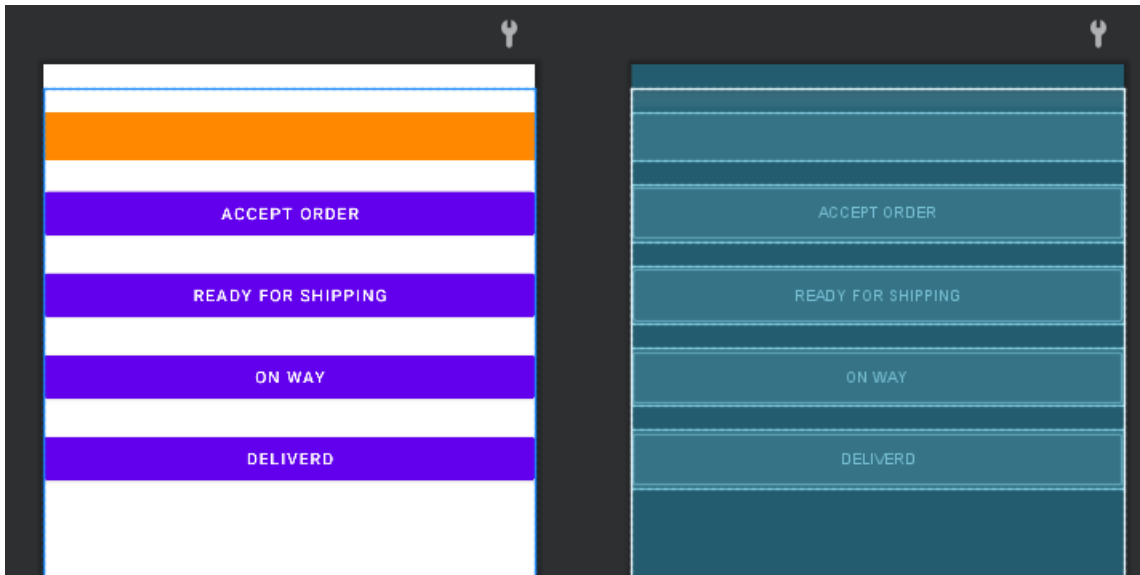 ACCEPT ORDER
READY FOR SHIPPING
ON WAY
DELIVERD
ACCEPT ORDER
READY FOR SHIPPING
ON WAY
DELIVERD